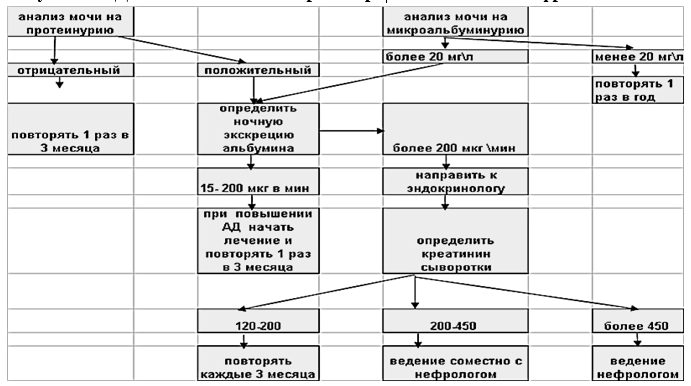 анализ мочи на
протеинурию
анализ мочи на
микроальбуминурию
более 20 мг\л
менее 20 мг\л
отрицательный
положительный
повторять 1
раз в год
повторять 1 раз в
3 месяца
определить
ночную
экскрецию
альбумина
более 200 мкг \мин
15- 200 мкг в мин
направить к
эндокринологу
при повышении
АД начать
лечение и
повторять 1 раз
в 3 месяца
определить
креатинин
сыворотки
120-200
200-450
более 450
повторять
каждые 3 месяца
ведение соместно с
нефрологом
ведение
нефрологом